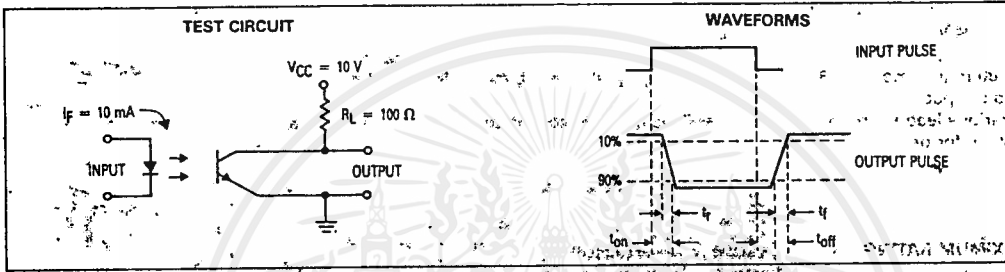 TEST CIRCUIT
WAVEFORMS
VCC = 10 V
IF = 10 mA
RL = 100 Ω
INPUT
OUTPUT
INPUT PULSE
10%
OUTPUT PULSE
90%
tr
tf
ton
toff